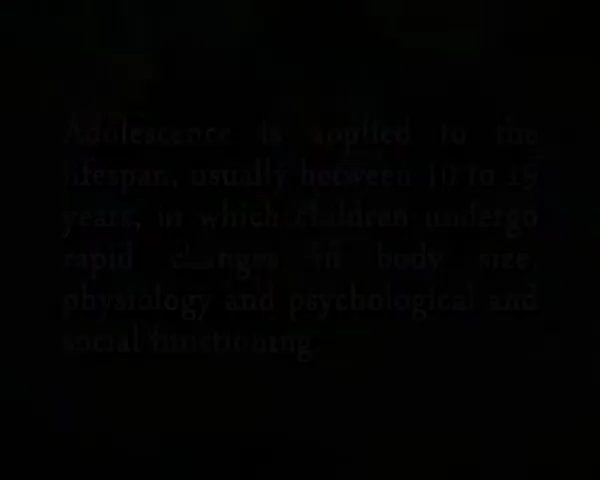 Adolescence is applied to the
lifespan, usually between 10 to 19
years, in which children undergo
rapid changes in body size,
physiology and psychological and
social functioning.